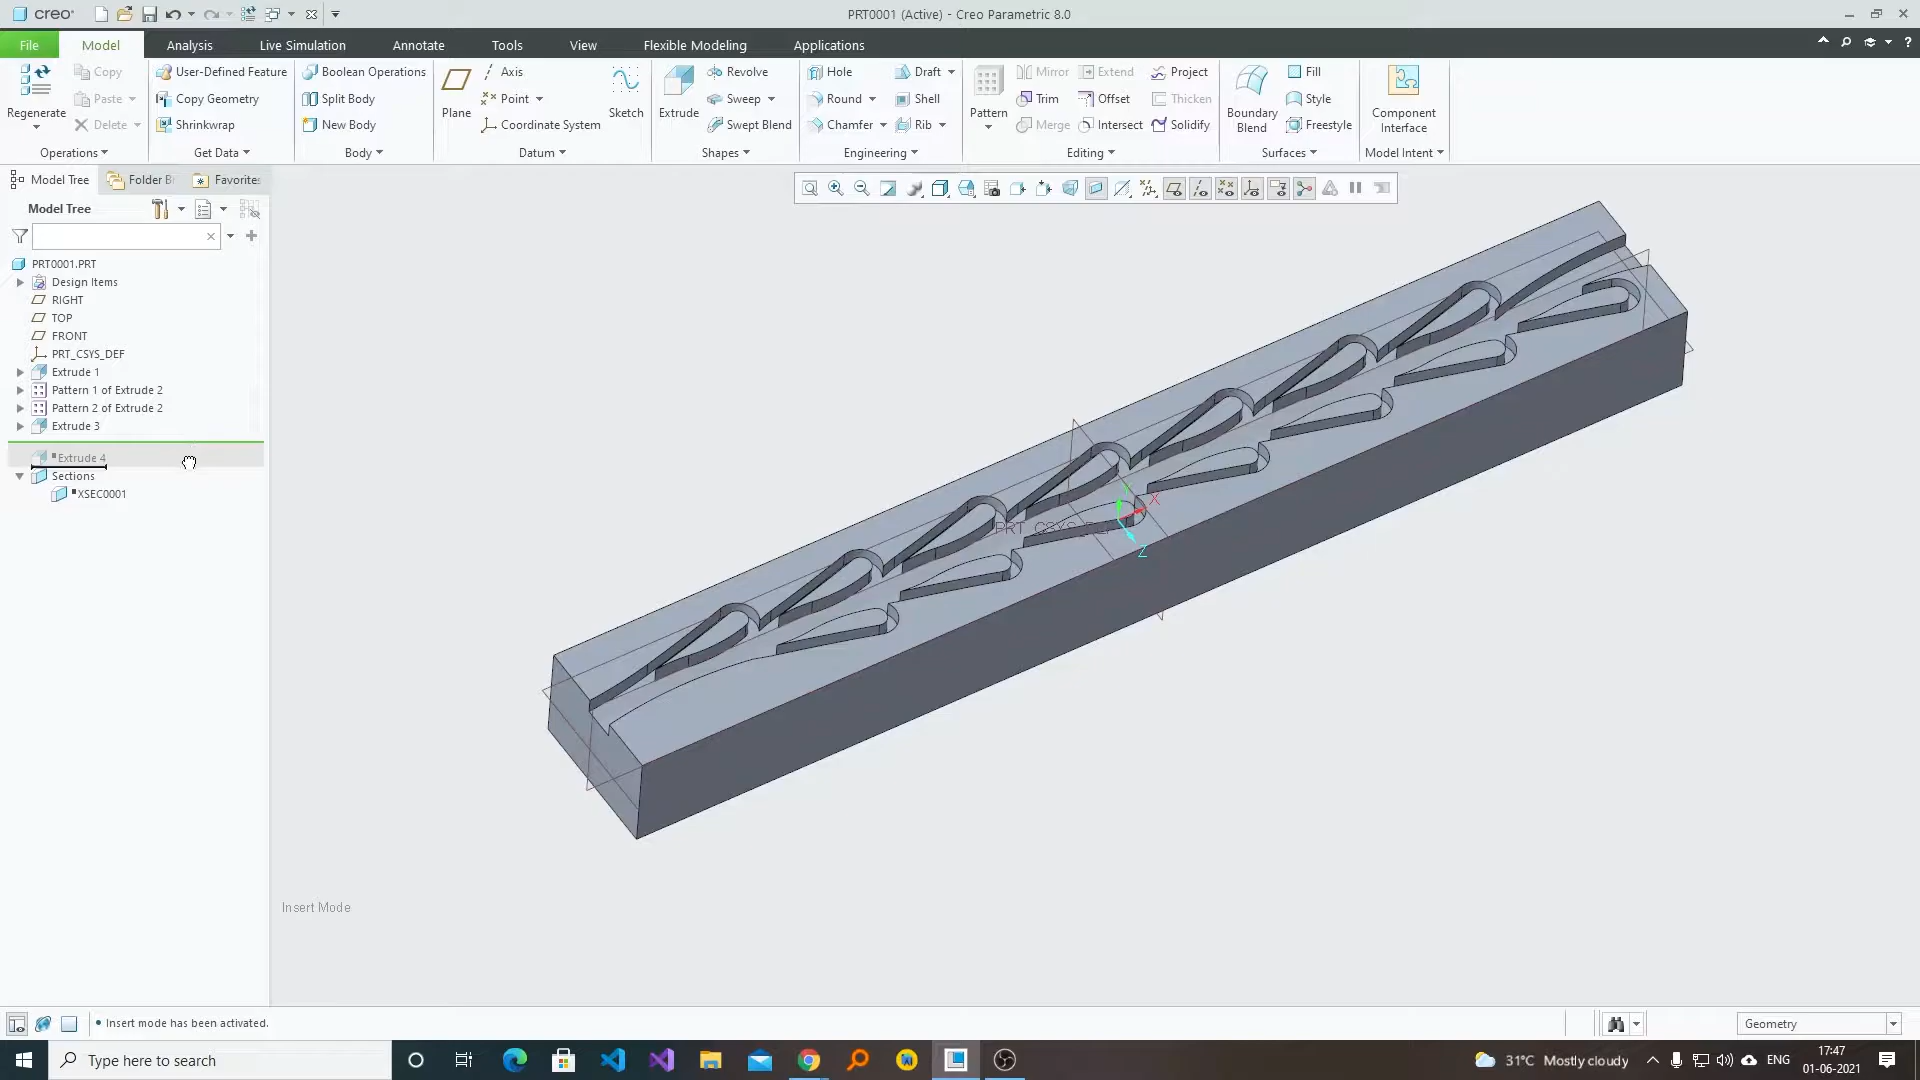 creo
PRT0001 (Active) - Creo Parametric 8.0
File
Model
Analysis
Live Simulation
Annotate
Tools
View
Flexible Modeling
Applications
Regenerate
Copy
Paste
Delete
Operations
User-Defined Feature
Copy Geometry
Shrinkwrap
Get Data
Boolean Operations
Split Body
New Body
Body
Plane
Axis
Point
Coordinate System
Sketch
Datum
Extrude
Revolve
Sweep
Swept Blend
Shapes
Hole
Round
Chamfer
Draft
Shell
Rib
Engineering
Pattern
Mirror
Trim
Merge
Extend
Offset
Intersect
Project
Thicken
Solidify
Editing
Boundary
Blend
Fill
Style
Freestyle
Surfaces
Component
Interface
Model Intent
Model Tree
Folder Br
Favorites
Model Tree
PRT0001.PRT
Design Items
RIGHT
TOP
FRONT
PRT_CSYS_DEF
Extrude 1
Pattern 1 of Extrude 2
Pattern 2 of Extrude 2
Extrude 3
Extrude 4
Sections
XSEC0001
X
Z
Insert Mode
• Insert mode has been activated.
Geometry
Type here to search
31°C Mostly cloudy
ENG
17:47
01-06-2021